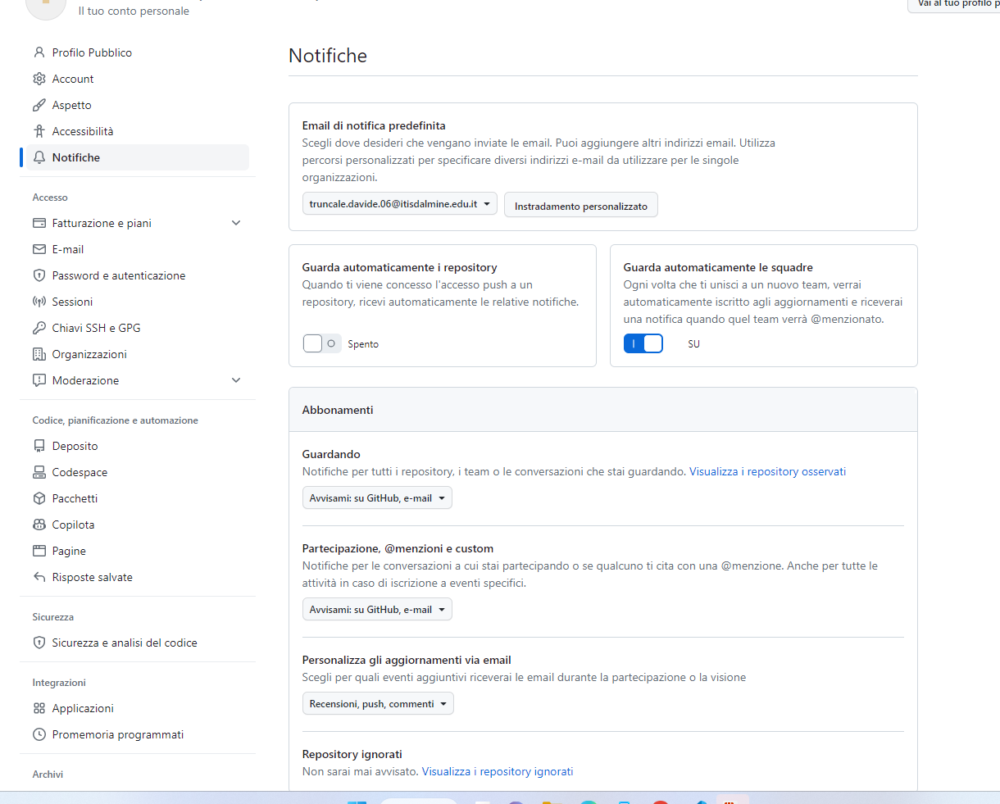 Il tuo conto personale
Vai al tuo profilo p
Profilo Pubblico
Account
Aspetto
Accessibilità
Notifiche
Accesso
Fatturazione e piani
E-mail
Password e autenticazione
Sessioni
Chiavi SSH e GPG
Organizzazioni
Moderazione
Codice, pianificazione e automazione
Deposito
Codespace
Pacchetti
Copilota
Pagine
Risposte salvate
Sicurezza
Sicurezza e analisi del codice
Integrazioni
Applicazioni
Promemoria programmati
Archivi
Notifiche
Email di notifica predefinita
Scegli dove desideri che vengano inviate le email. Puoi aggiungere altri indirizzi email. Utilizza
percorsi personalizzati per specificare diversi indirizzi e-mail da utilizzare per le singole
organizzazioni.
truncale.davide.06@itisdalmine.edu.it
Instradamento personalizzato
Guarda automaticamente i repository
Quando ti viene concesso l'accesso push a un
repository, ricevi automaticamente le relative notifiche.
Spento
Guarda automaticamente le squadre
Ogni volta che ti unisci a un nuovo team, verrai
automaticamente iscritto agli aggiornamenti e riceverai
una notifica quando quel team verrà @menzionato.
SU
Abbonamenti
Guardando
Notifiche per tutti i repository, i team o le conversazioni che stai guardando. Visualizza i repository osservati
Avvisami: su GitHub, e-mail
Partecipazione, @menzioni e custom
Notifiche per le conversazioni a cui stai partecipando o se qualcuno ti cita con una @menzione. Anche per tutte le
attività in caso di iscrizione a eventi specifici.
Avvisami: su GitHub, e-mail
Personalizza gli aggiornamenti via email
Scegli per quali eventi aggiuntivi riceverai le email durante la partecipazione o la visione
Recensioni, push, commenti
Repository ignorati
Non sarai mai avvisato. Visualizza i repository ignorati